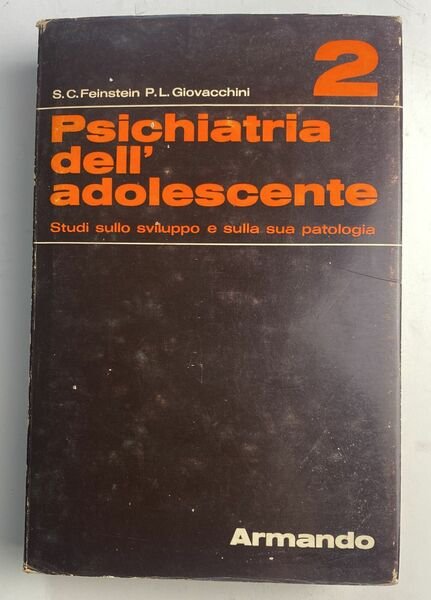 2
S.C.Feinstein P.L.Giovacchini
Psichiatria
dell'
adolescente
Studi sullo sviluppo e sulla sua patologia
Armando